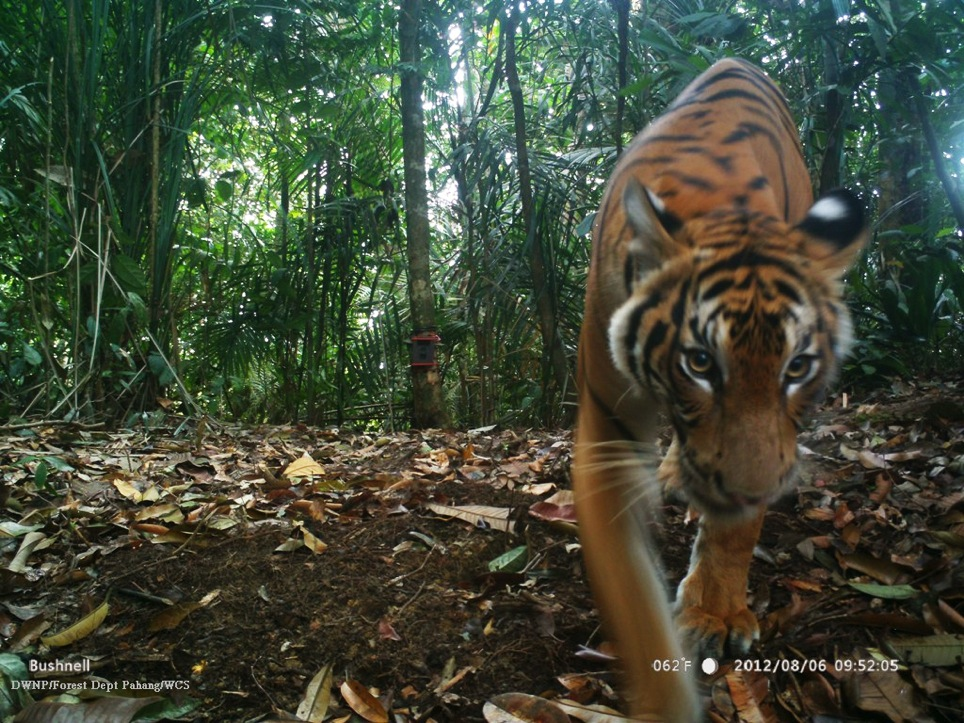 Bushnell
062°F 2012/08/06 09:52:05
DWNP/Forest Dept Pahang/WCS